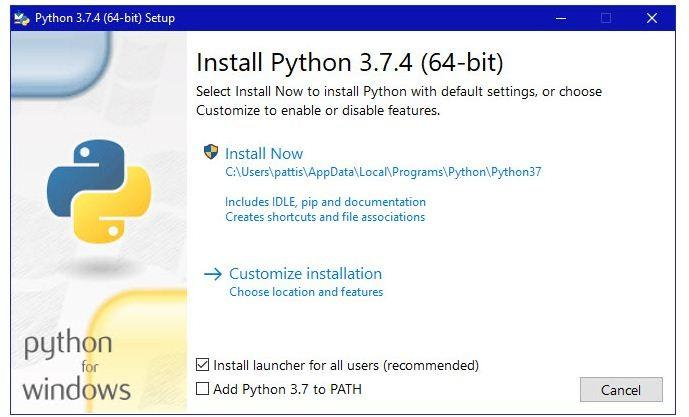 Python 3.7.4 (64-bit) Setup
Install Python 3.7.4 (64-bit)
Select Install Now to install Python with default settings, or choose
Customize to enable or disable features.
Install Now
C:\Users\pattis\AppData\Local\Programs\Python\Python37
Includes IDLE, pip and documentation
Creates shortcuts and file associations
Customize installation
Choose location and features
python
for
windows
Install launcher for all users (recommended)
Add Python 3.7 to PATH
Cancel